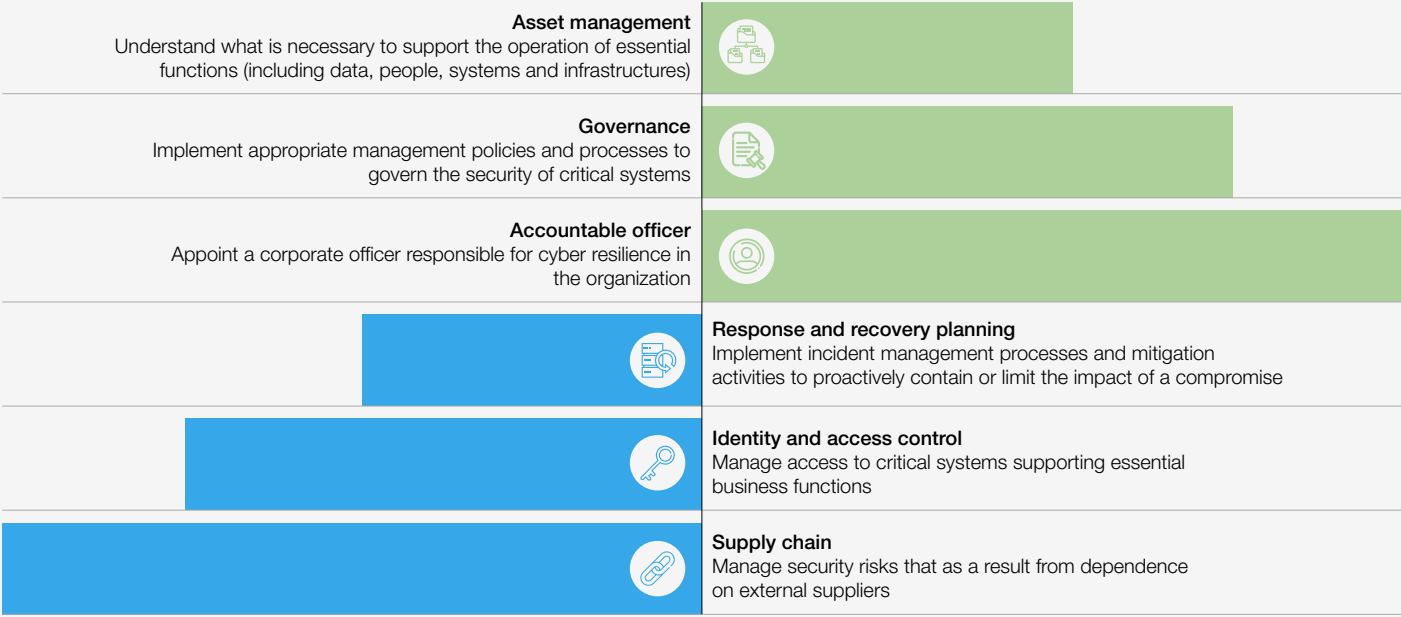 Asset management
Understand what is necessary to support the operation of essential
functions (including data, people, systems and infrastructures)
Governance
Implement appropriate management policies and processes to
govern the security of critical systems
Accountable officer
Appoint a corporate officer responsible for cyber resilience in
the organization
Response and recovery planning
Implement incident management processes and mitigation
activities to proactively contain or limit the impact of a compromise
Identity and access control
Manage access to critical systems supporting essential
business functions
Supply chain
Manage security risks that as a result from dependence
on external suppliers